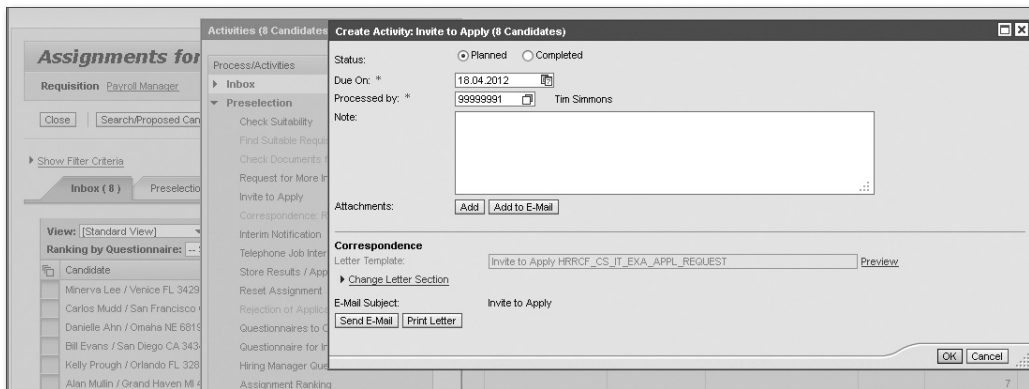 Assignments for
Requisition Payroll Manager
Close Search/Proposed Can
Show Filter Criteria
Inbox ( 8 ) Preselectio
View: [Standard View]
Ranking by Questionnaire:
Candidate
Minerva Lee / Venice FL 3429
Carlos Mudd / San Francisco
Danielle Ahn / Omaha NE 6819
Bill Evans / San Diego CA 343
Kelly Prough / Orlando FL 328
Alan Mullin / Grand Haven MI 4
Activities (8 Candidates
Process/Activities
Inbox
Preselection
Check Suitability
Find Suitable Requi
Check Documents f
Request for More In
Invite to Apply
Correspondence: R
Interim Notification
Telephone Job Inter
Store Results / App
Reset Assignment
Rejection of Applica
Questionnaires to C
Questionnaire for In
Hiring Manager Que
Assignment Ranking
Create Activity: Invite to Apply (8 Candidates)
Status: Planned Completed
Due On: * 18.04.2012
Processed by: * 99999991 Tim Simmons
Note:
Attachments: Add Add to E-Mail
Correspondence
Letter Template: Invite to Apply HRRCF_CS_IT_EXA_APPL_REQUEST Preview
Change Letter Section
E-Mail Subject: Invite to Apply
Send E-Mail Print Letter
OK Cancel
7